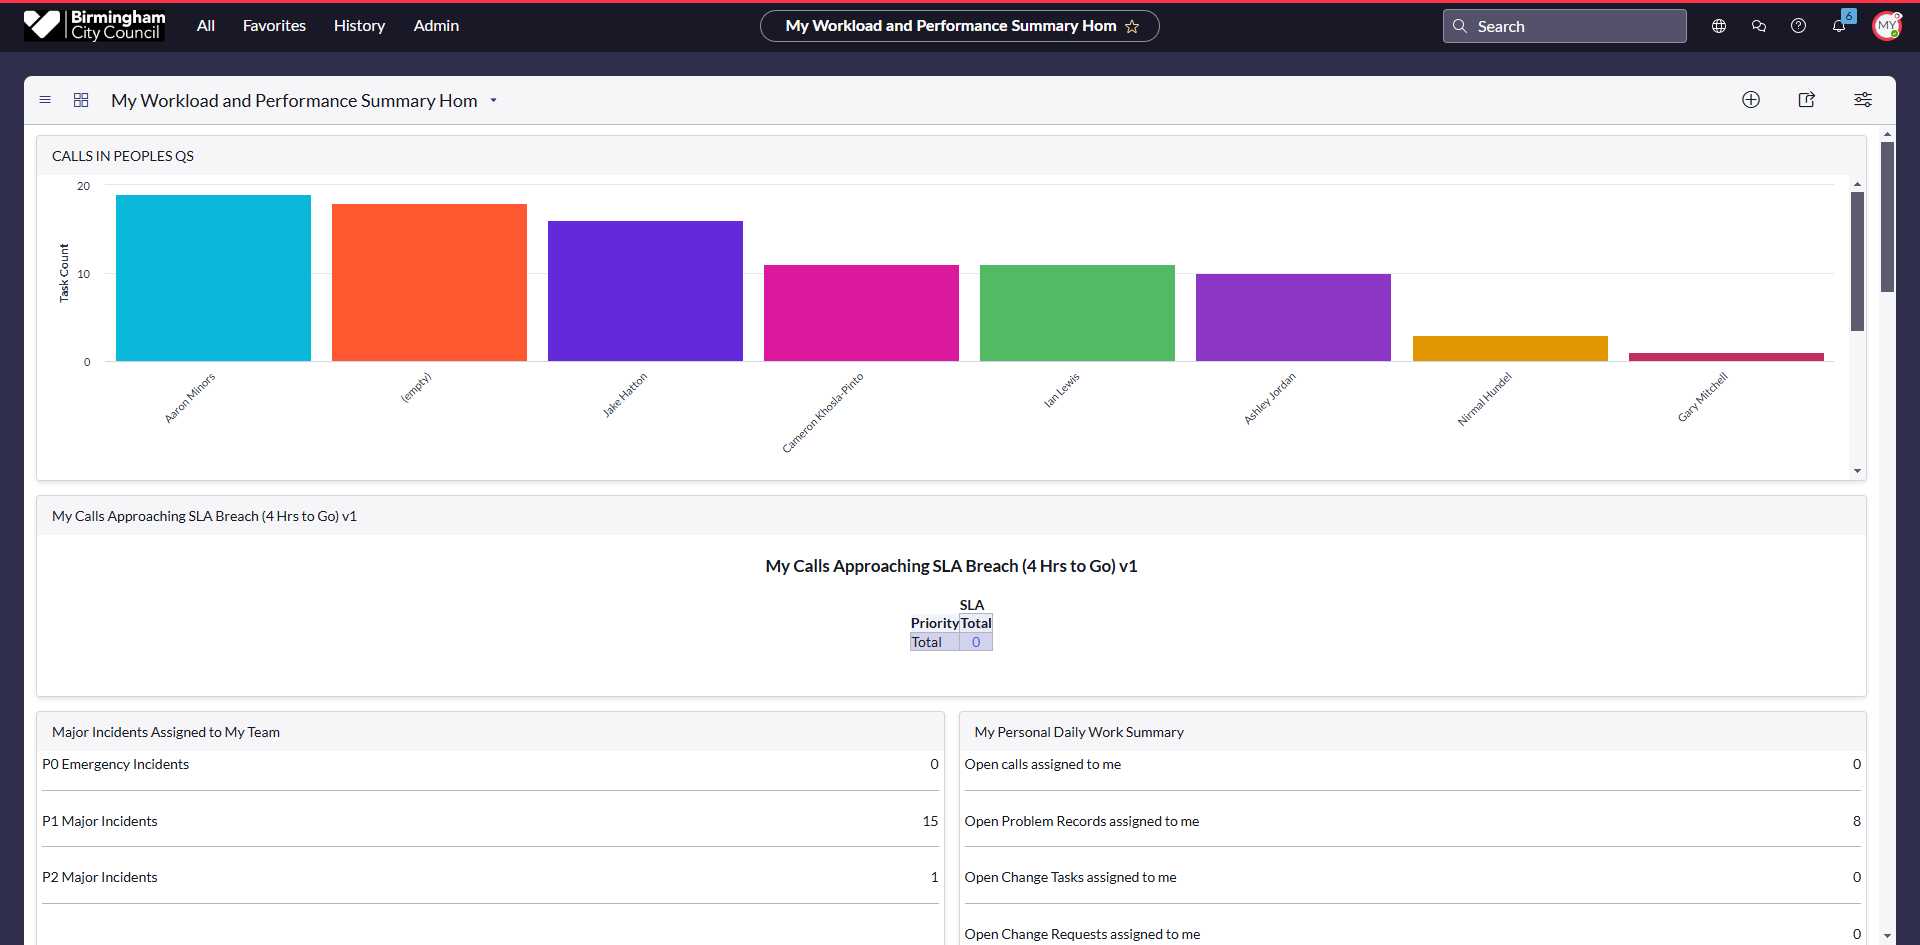 Birmingham
City Council
All
Favorites
History
Admin
My Workload and Performance Summary Hom
Search
6
MY
My Workload and Performance Summary Hom
CALLS IN PEOPLES QS
20
10
0
Task Count
Aaron Minors
(empty)
Jake Hatton
Cameron Khosla-Pinto
Ian Lewis
Ashley Jordan
Nirmal Hundel
Gary Mitchell
My Calls Approaching SLA Breach (4 Hrs to Go) v1
My Calls Approaching SLA Breach (4 Hrs to Go) v1
SLA
Priority Total
Total 0
Major Incidents Assigned to My Team
P0 Emergency Incidents 0
P1 Major Incidents 15
P2 Major Incidents 1
My Personal Daily Work Summary
Open calls assigned to me 0
Open Problem Records assigned to me 8
Open Change Tasks assigned to me 0
Open Change Requests assigned to me 0